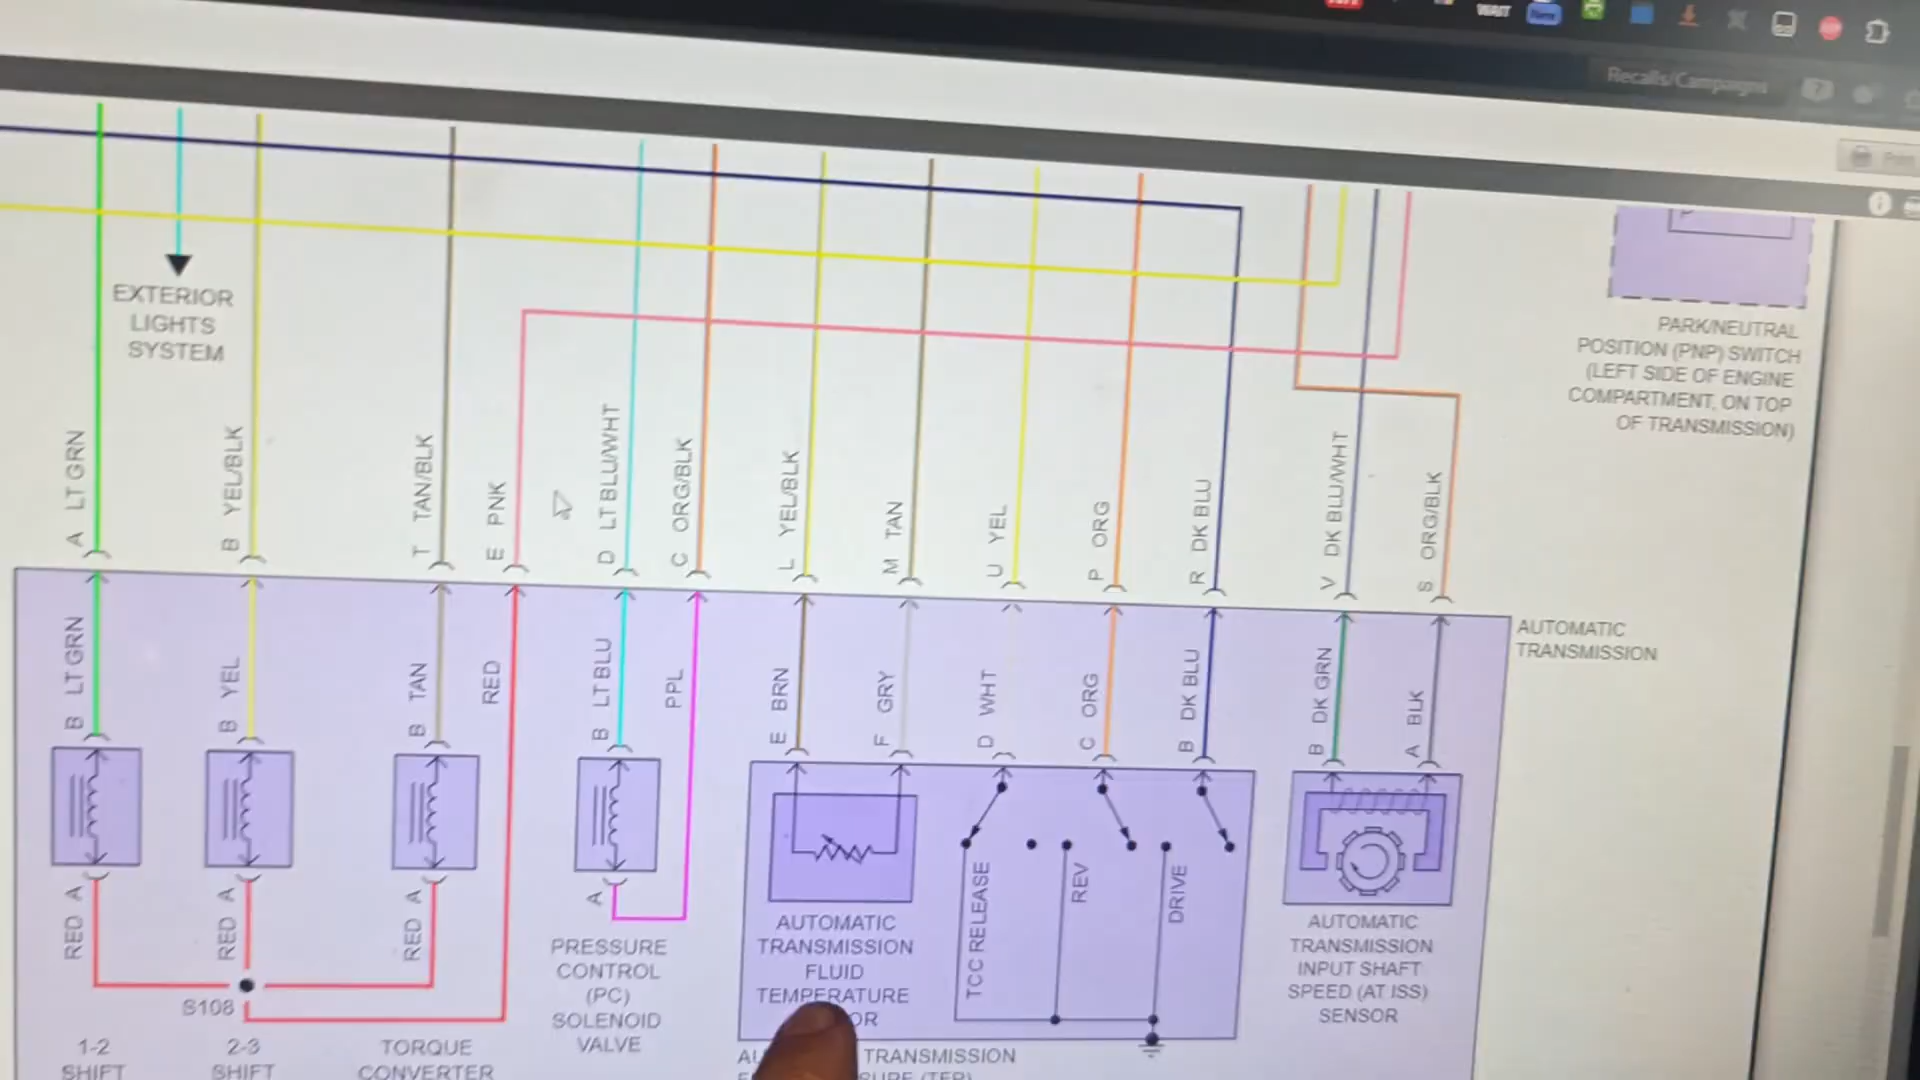 WAIT
New
Recalls/Campagnes
Print
EXTERIOR
LIGHTS
SYSTEM
PARK/NEUTRAL
POSITION (PNP) SWITCH
(LEFT SIDE OF ENGINE
COMPARTMENT, ON TOP
OF TRANSMISSION)
A LT GRN
B YEL/BLK
T TAN/BLK
E PNK
D LT BLU/WHT
C ORG/BLK
L YEL/BLK
M TAN
U YEL
P ORG
R DK BLU
V DK BLU/WHT
S ORG/BLK
AUTOMATIC
TRANSMISSION
B LT GRN
B YEL
B TAN
RED
B LT BLU
PPL
E BRN
F GRY
D WHT
C ORG
B DK BLU
B DK GRN
A BLK
RED A
RED A
RED A
A
S108
1-2
SHIFT
2-3
SHIFT
TORQUE
CONVERTER
PRESSURE
CONTROL
(PC)
SOLENOID
VALVE
AUTOMATIC
TRANSMISSION
FLUID
TEMPERATURE
OR
TCC RELEASE
REV
DRIVE
AUTOMATIC
TRANSMISSION
INPUT SHAFT
SPEED (AT ISS)
SENSOR
TRANSMISSION